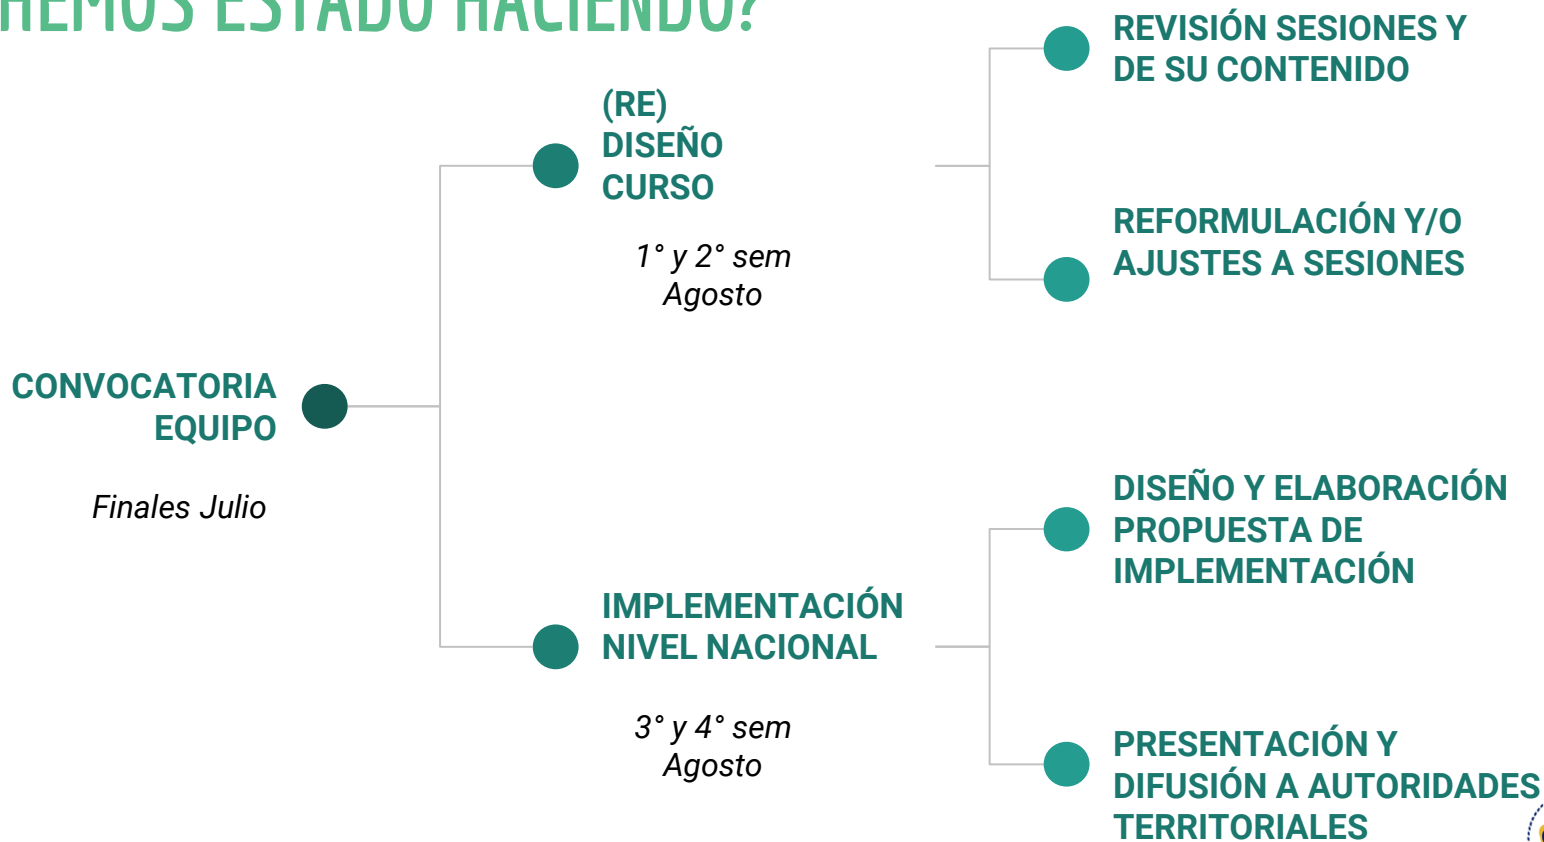 HEMOS ESTADO HACIENDO?
REVISIÓN SESIONES Y
DE SU CONTENIDO
(RE)
DISEÑO
CURSO
1° y 2° sem
Agosto
REFORMULACIÓN Y/O
AJUSTES A SESIONES
CONVOCATORIA
EQUIPO
Finales Julio
DISEÑO Y ELABORACIÓN
PROPUESTA DE
IMPLEMENTACIÓN
IMPLEMENTACIÓN
NIVEL NACIONAL
3° y 4° sem
Agosto
PRESENTACIÓN Y
DIFUSIÓN A AUTORIDADES
TERRITORIALES